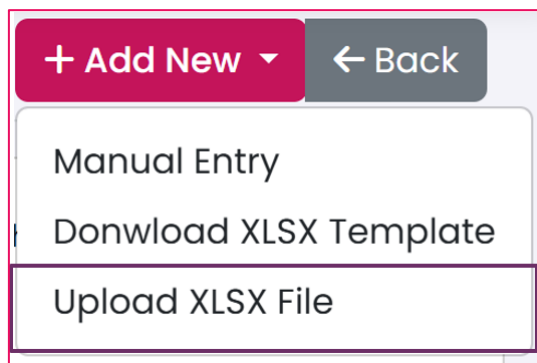 + Add New
← Back
Manual Entry
Donwload XLSX Template
Upload XLSX File